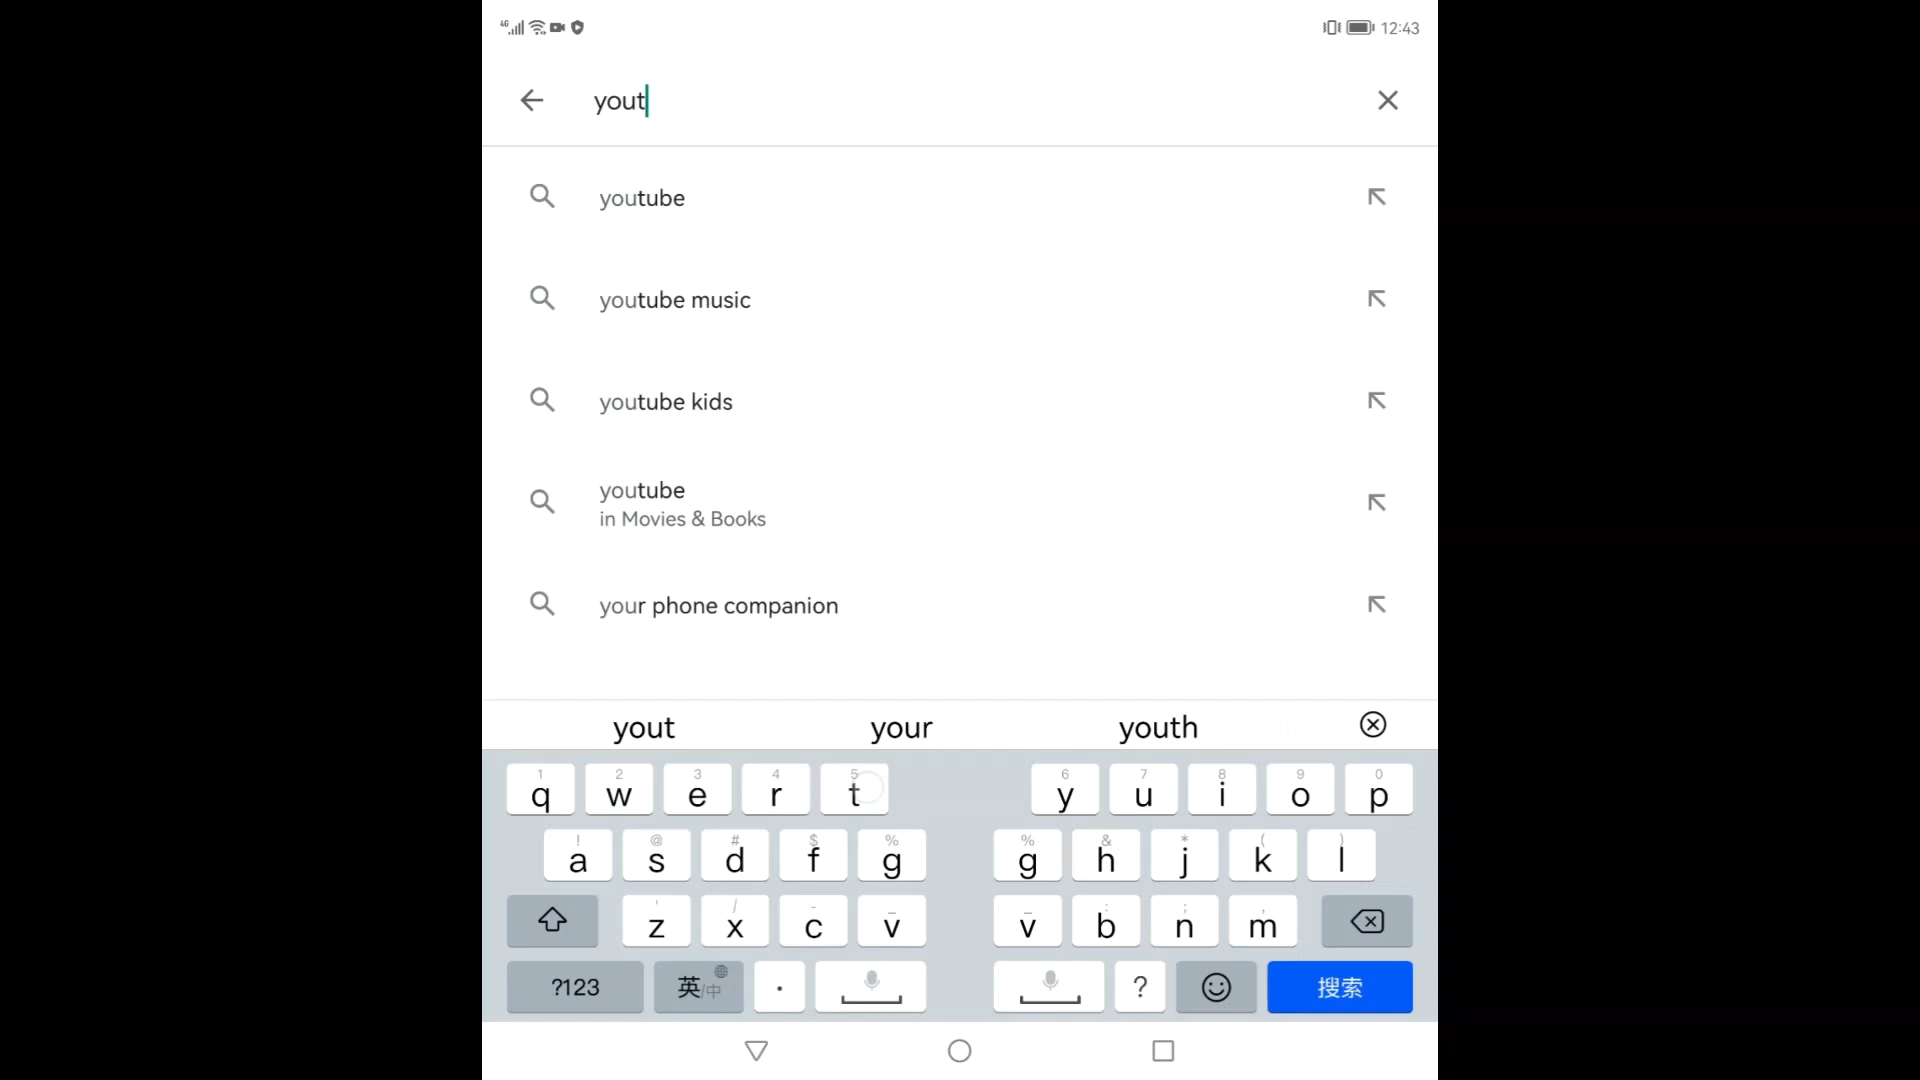 4G 12:43
yout
youtube
youtube music
youtube kids
youtube
in Movies & Books
your phone companion
yout your youth
1 2 3 4 5 6 7 8 9 0
q w e r t y u i o p
! @ # $ % % & * ( )
a s d f g g h j k l
' / - _ _ : ; ,
z x c v v b n m
?123 英/中 . ? 搜索